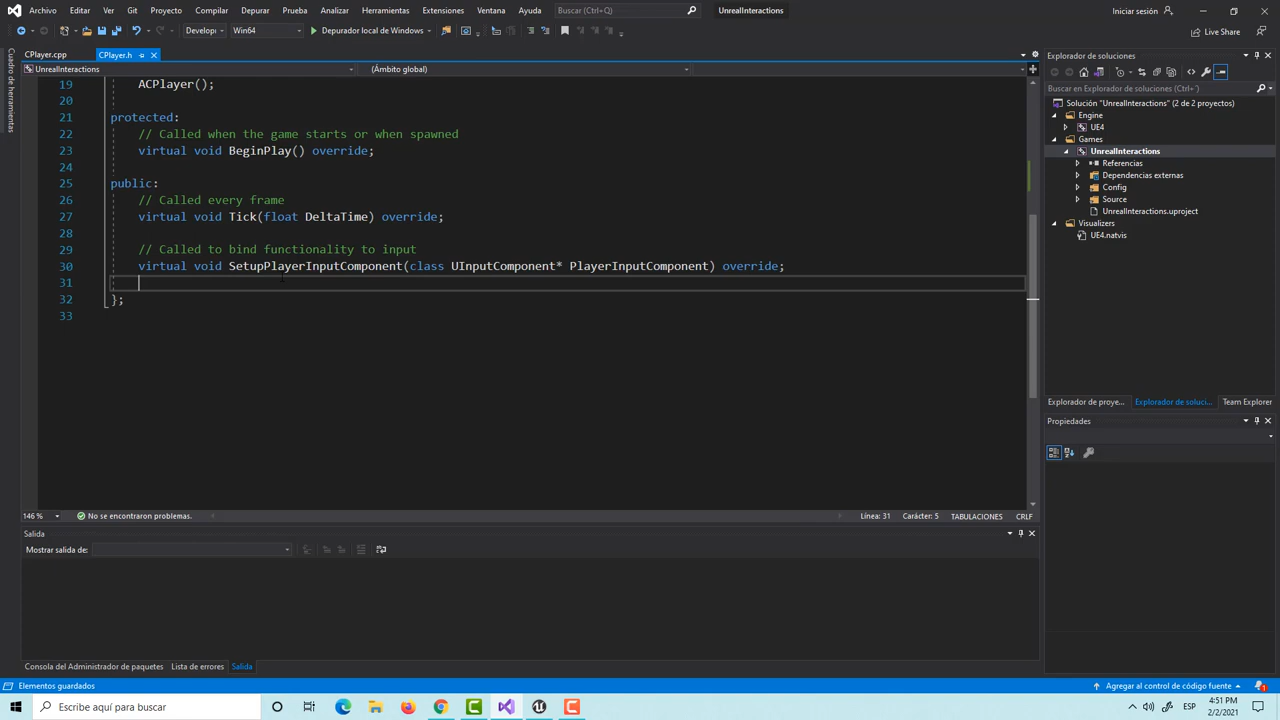 Archivo Editar Ver Git Proyecto Compilar Depurar Prueba Analizar Herramientas Extensiones Ventana Ayuda Buscar (Ctrl+Q) UnrealInteractions Iniciar sesión
Develop Win64 Depurador local de Windows Live Share
Cuadro de herramientas
CPlayer.cpp CPlayer.h
UnrealInteractions (Ámbito global)
19 ACPlayer();
20
21 protected:
22 // Called when the game starts or when spawned
23 virtual void BeginPlay() override;
24
25 public:
26 // Called every frame
27 virtual void Tick(float DeltaTime) override;
28
29 // Called to bind functionality to input
30 virtual void SetupPlayerInputComponent(class UInputComponent* PlayerInputComponent) override;
31
32 };
33
146 % No se encontraron problemas. Línea: 31 Carácter: 5 TABULACIONES CRLF
Salida
Mostrar salida de:
Consola del Administrador de paquetes Lista de errores Salida
Explorador de soluciones
Buscar en Explorador de soluciones (Ctrl+
Solución "UnrealInteractions" (2 de 2 proyectos)
Engine
UE4
Games
UnrealInteractions
Referencias
Dependencias externas
Config
Source
UnrealInteractions.uproject
Visualizers
UE4.natvis
Explorador de proye... Explorador de soluci... Team Explorer
Propiedades
Elementos guardados Agregar al control de código fuente 1
Escribe aquí para buscar ESP 4:51 PM
2/2/2021